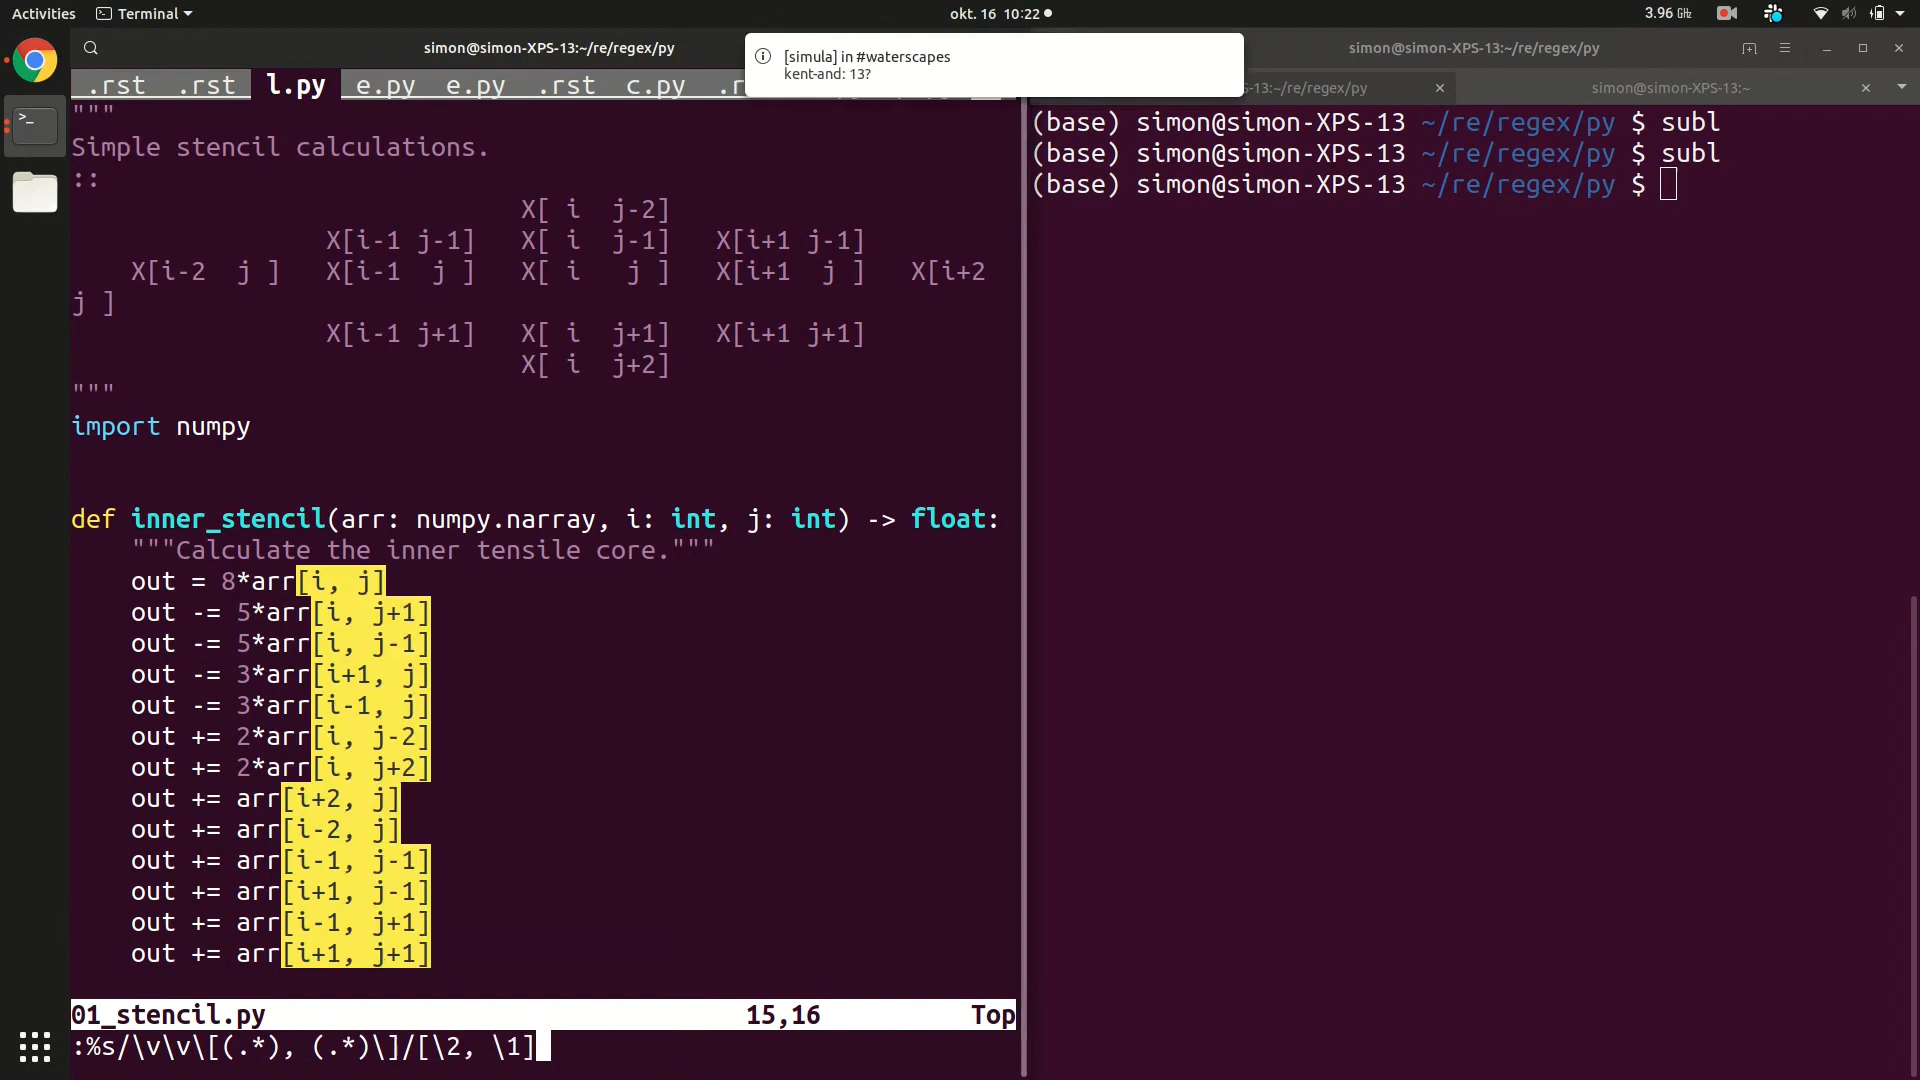 Activities Terminal okt. 16 10:22 3.96 GHz
simon@simon-XPS-13:~/re/regex/py simon@simon-XPS-13:~/re/regex/py
[simula] in #waterscapes
kent-and: 13?
.rst .rst l.py e.py e.py .rst c.py .r
S-13:~/re/regex/py simon@simon-XPS-13:~
"""
Simple stencil calculations.
::
X[ i  j-2]
X[i-1 j-1] X[ i  j-1] X[i+1 j-1]
X[i-2  j ] X[i-1  j ] X[ i   j ] X[i+1  j ] X[i+2
j ]
X[i-1 j+1] X[ i  j+1] X[i+1 j+1]
X[ i  j+2]
"""
import numpy
def inner_stencil(arr: numpy.narray, i: int, j: int) -> float:
"""Calculate the inner tensile core."""
out = 8*arr[i, j]
out -= 5*arr[i, j+1]
out -= 5*arr[i, j-1]
out -= 3*arr[i+1, j]
out -= 3*arr[i-1, j]
out += 2*arr[i, j-2]
out += 2*arr[i, j+2]
out += arr[i+2, j]
out += arr[i-2, j]
out += arr[i-1, j-1]
out += arr[i+1, j-1]
out += arr[i-1, j+1]
out += arr[i+1, j+1]
01_stencil.py 15,16 Top
:%s/\v\v\[(.*), (.*)\]/[\2, \1]
(base) simon@simon-XPS-13 ~/re/regex/py $ subl
(base) simon@simon-XPS-13 ~/re/regex/py $ subl
(base) simon@simon-XPS-13 ~/re/regex/py $